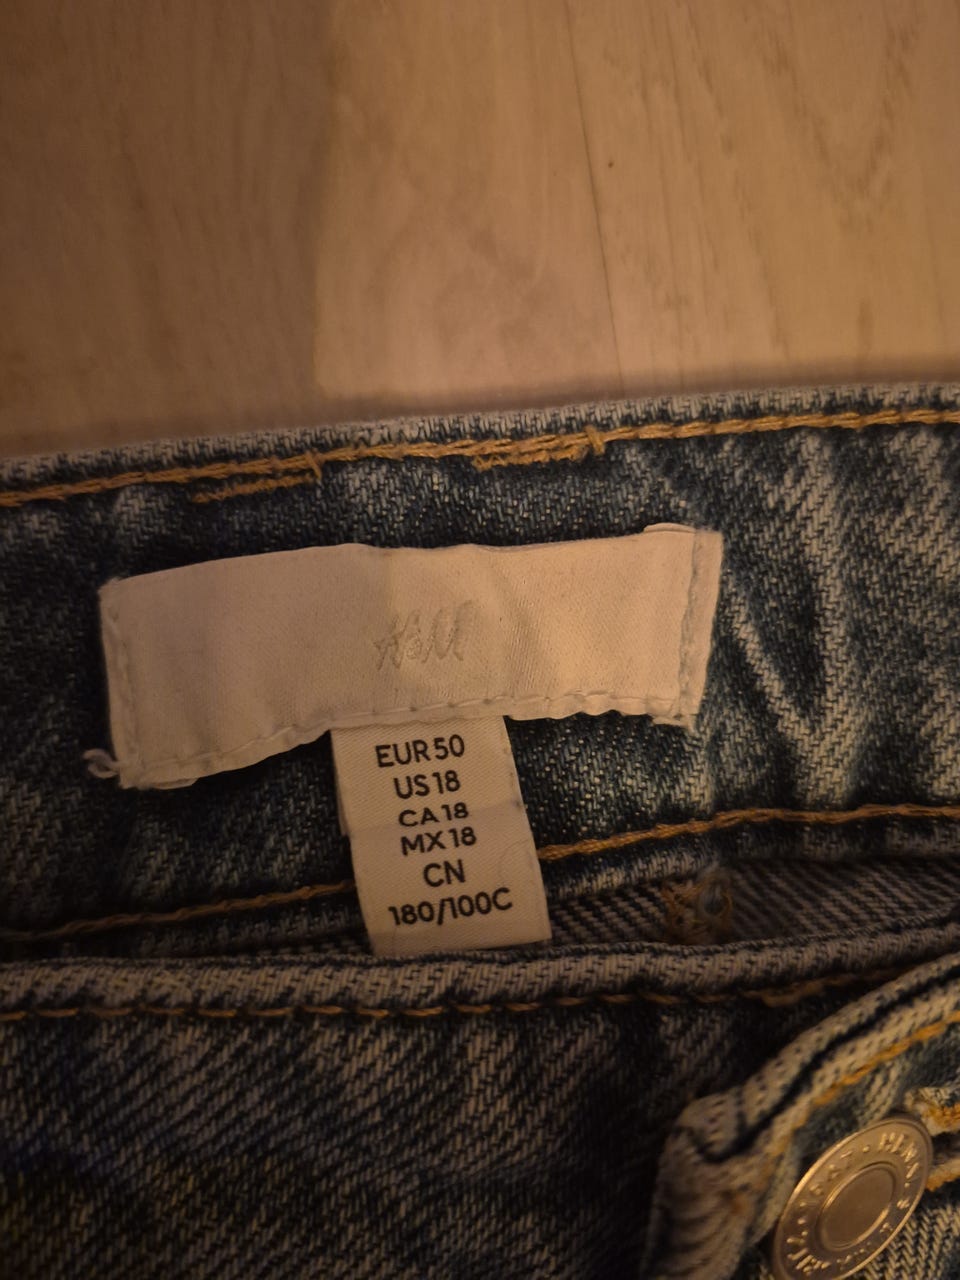 H&M
EUR 50
US 18
CA 18
MX 18
CN
180/100C